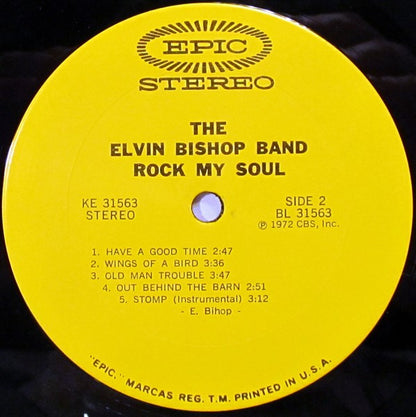 EPIC
STEREO
THE
ELVIN BISHOP BAND
ROCK MY SOUL
KE 31563
STEREO
SIDE 2
BL 31563
Ⓟ 1972 CBS, Inc.
1. HAVE A GOOD TIME 2:47
2. WINGS OF A BIRD 3:36
3. OLD MAN TROUBLE 3:47
4. OUT BEHIND THE BARN 2:51
5. STOMP (Instrumental) 3:12
- E. Bihop -
"EPIC," MARCAS REG. T.M. PRINTED IN U.S.A.